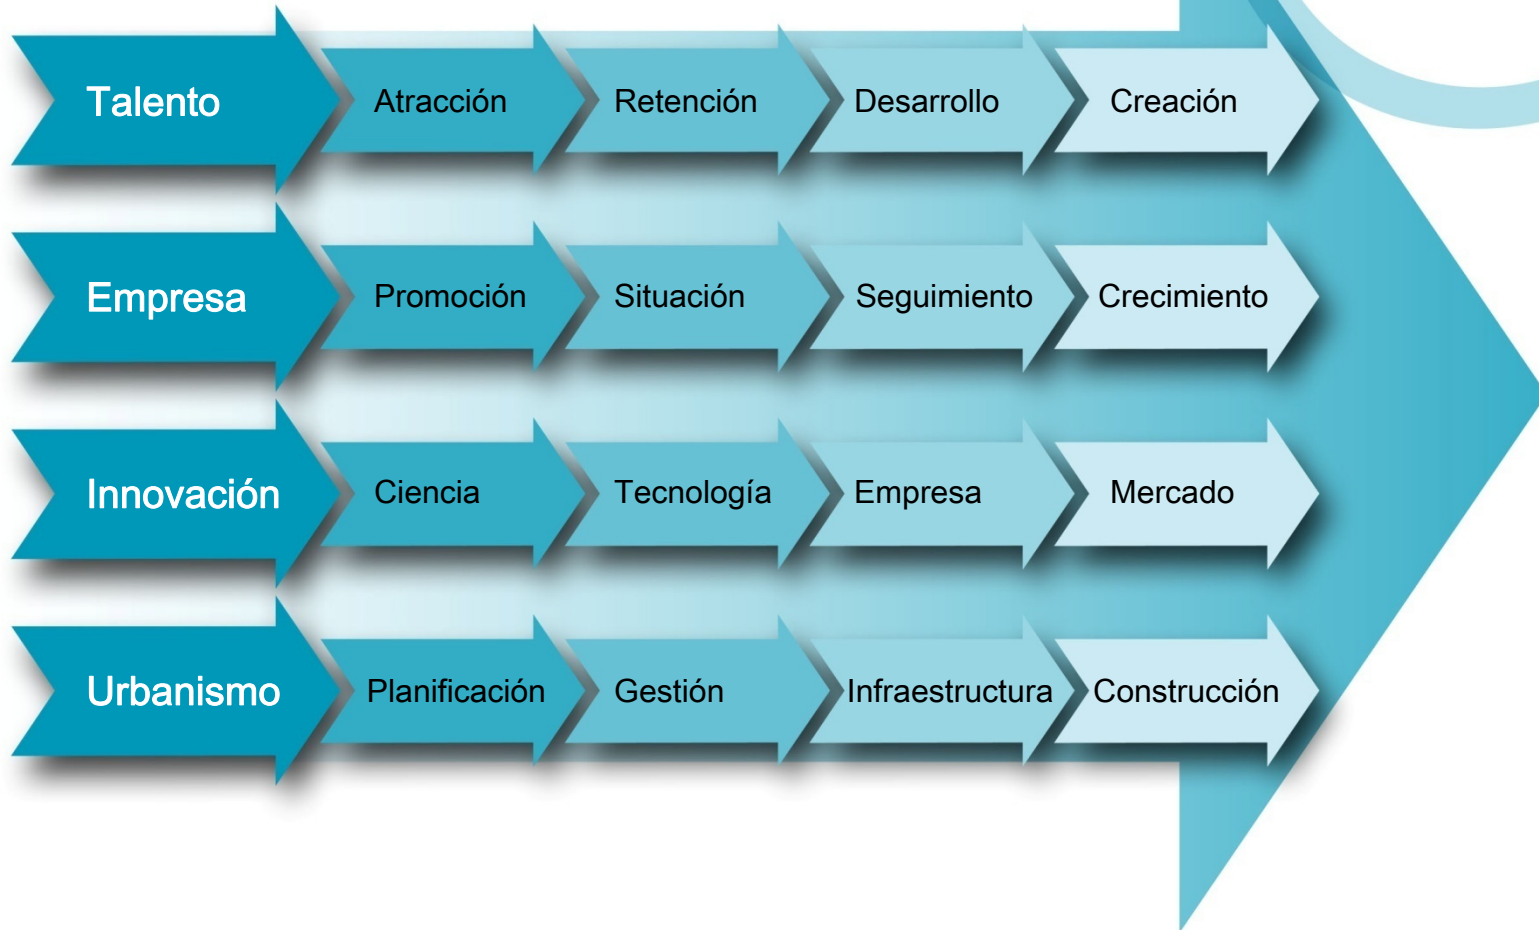 Talento Atracción Retención Desarrollo Creación
Empresa Promoción Situación Seguimiento Crecimiento
Innovación Ciencia Tecnología Empresa Mercado
Urbanismo Planificación Gestión Infraestructura Construcción